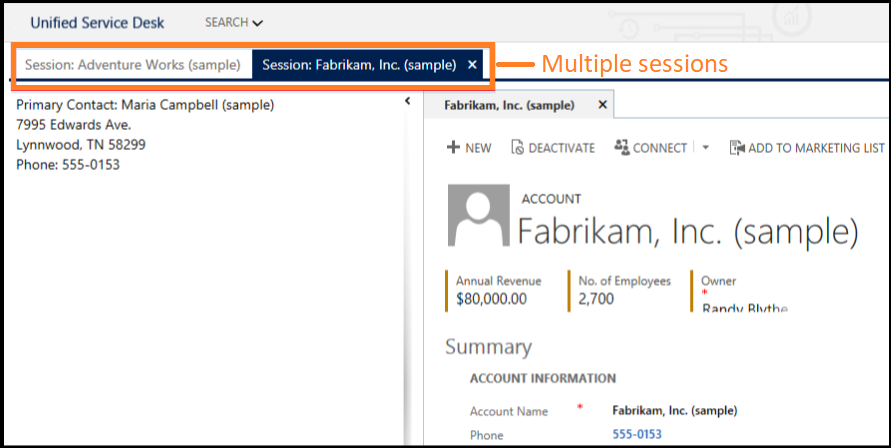 Unified Service Desk SEARCH
Session: Adventure Works (sample) Session: Fabrikam, Inc. (sample) × Multiple sessions
Primary Contact: Maria Campbell (sample)
7995 Edwards Ave.
Lynnwood, TN 58299
Phone: 555-0153
Fabrikam, Inc. (sample) ×
NEW DEACTIVATE CONNECT ADD TO MARKETING LIST
ACCOUNT
Fabrikam, Inc. (sample)
Annual Revenue No. of Employees Owner
*
$80,000.00 2,700 Randy Blythe
Summary
ACCOUNT INFORMATION
Account Name * Fabrikam, Inc. (sample)
Phone 555-0153